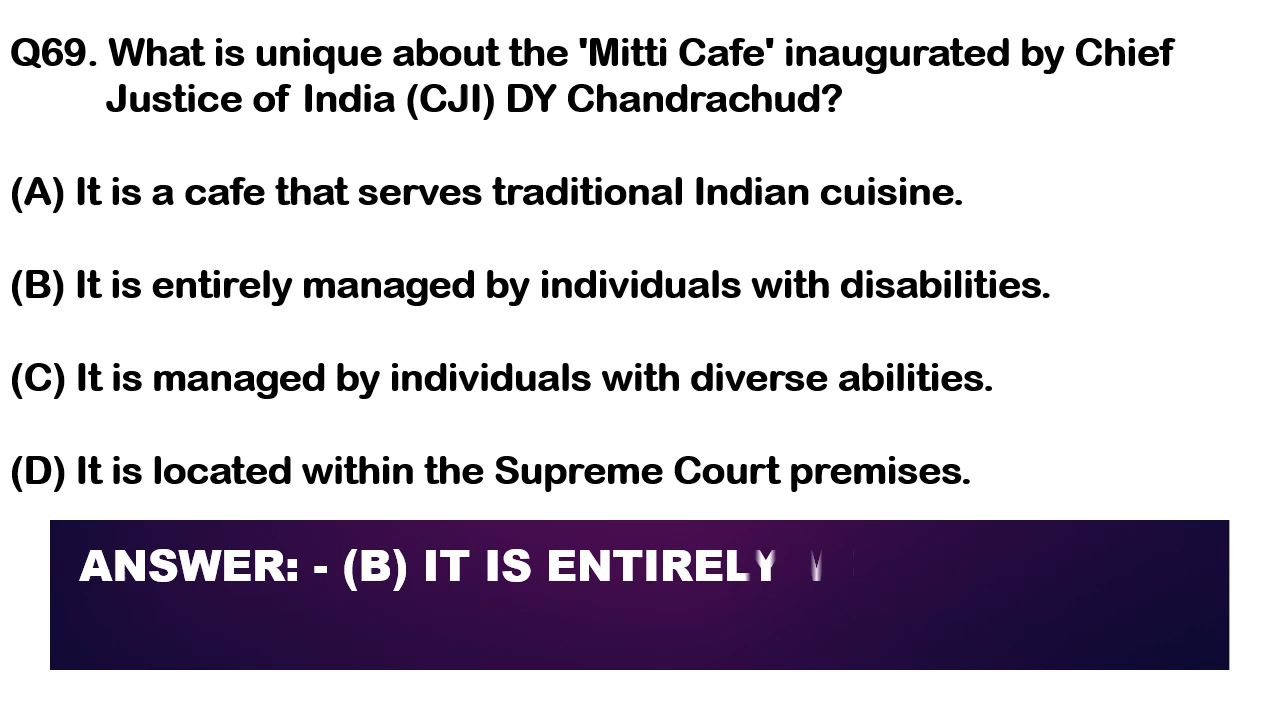 Q69. What is unique about the 'Mitti Cafe' inaugurated by Chief
Justice of India (CJI) DY Chandrachud?
(A) It is a cafe that serves traditional Indian cuisine.
(B) It is entirely managed by individuals with disabilities.
(C) It is managed by individuals with diverse abilities.
(D) It is located within the Supreme Court premises.
ANSWER: - (B) IT IS ENTIRELY